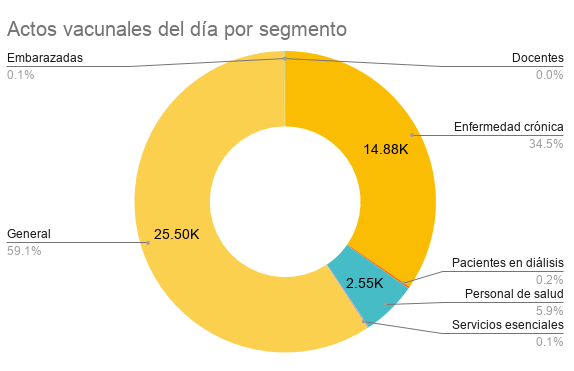 Actos vacunales del día por segmento
Embarazadas
0.1%
Docentes
0.0%
Enfermedad crónica
34.5%
14.88K
General
59.1%
25.50K
Pacientes en diálisis
0.2%
2.55K
Personal de salud
5.9%
Servicios esenciales
0.1%